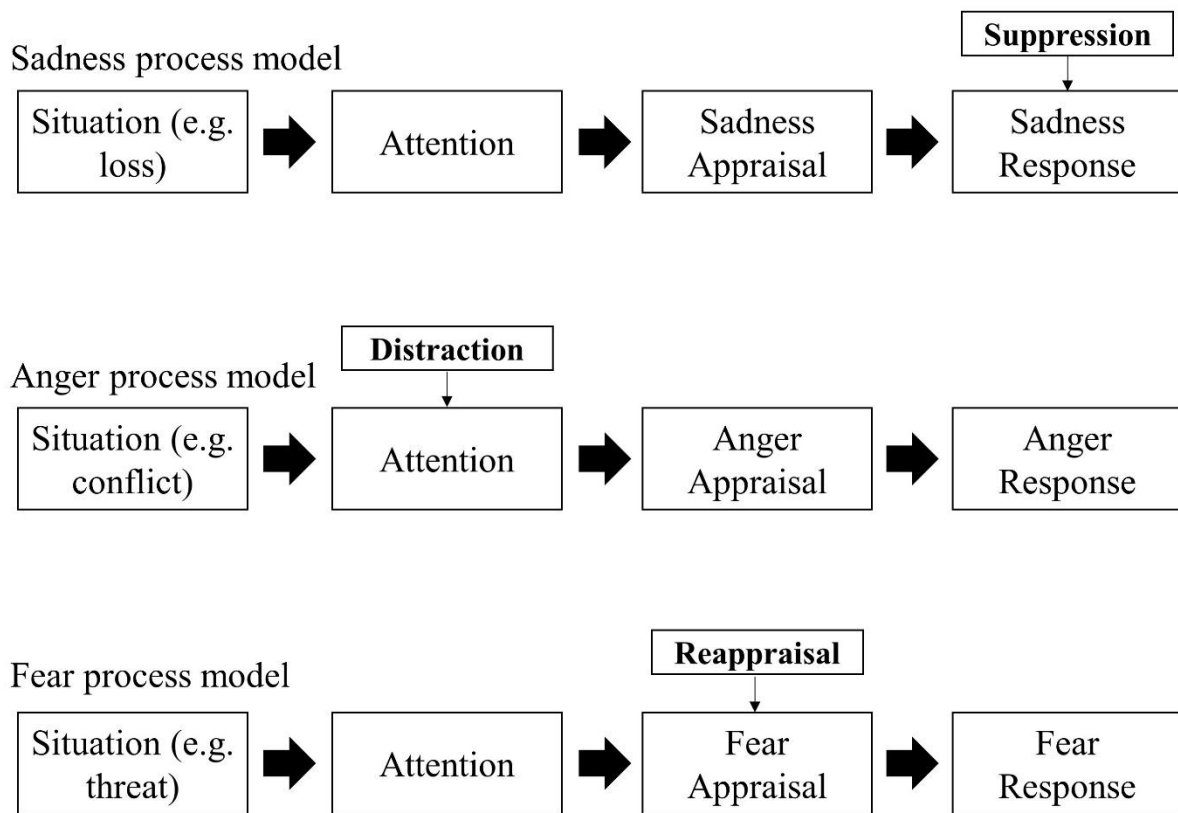 Suppression
Sadness process model
Situation (e.g.
loss)
Attention
Sadness
Appraisal
Sadness
Response
Distraction
Anger process model
Situation (e.g.
conflict)
Attention
Anger
Appraisal
Anger
Response
Reappraisal
Fear process model
Situation (e.g.
threat)
Attention
Fear
Appraisal
Fear
Response